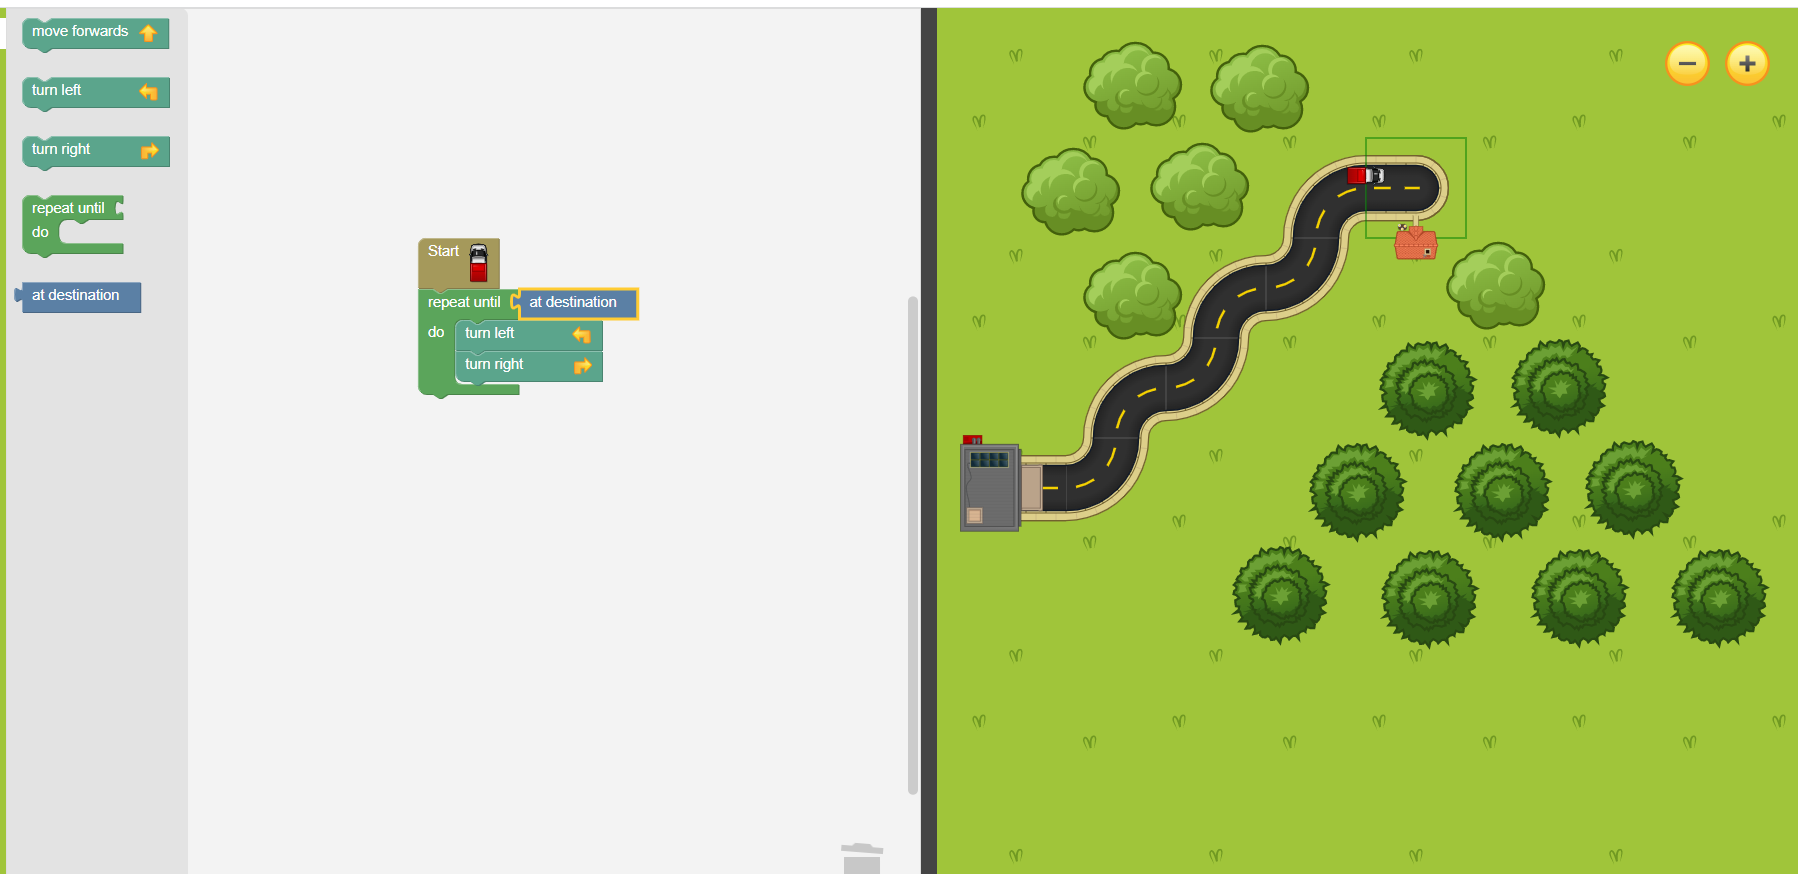 move forwards
turn left
turn right
repeat until
do
at destination
Start
repeat until at destination
do turn left
turn right